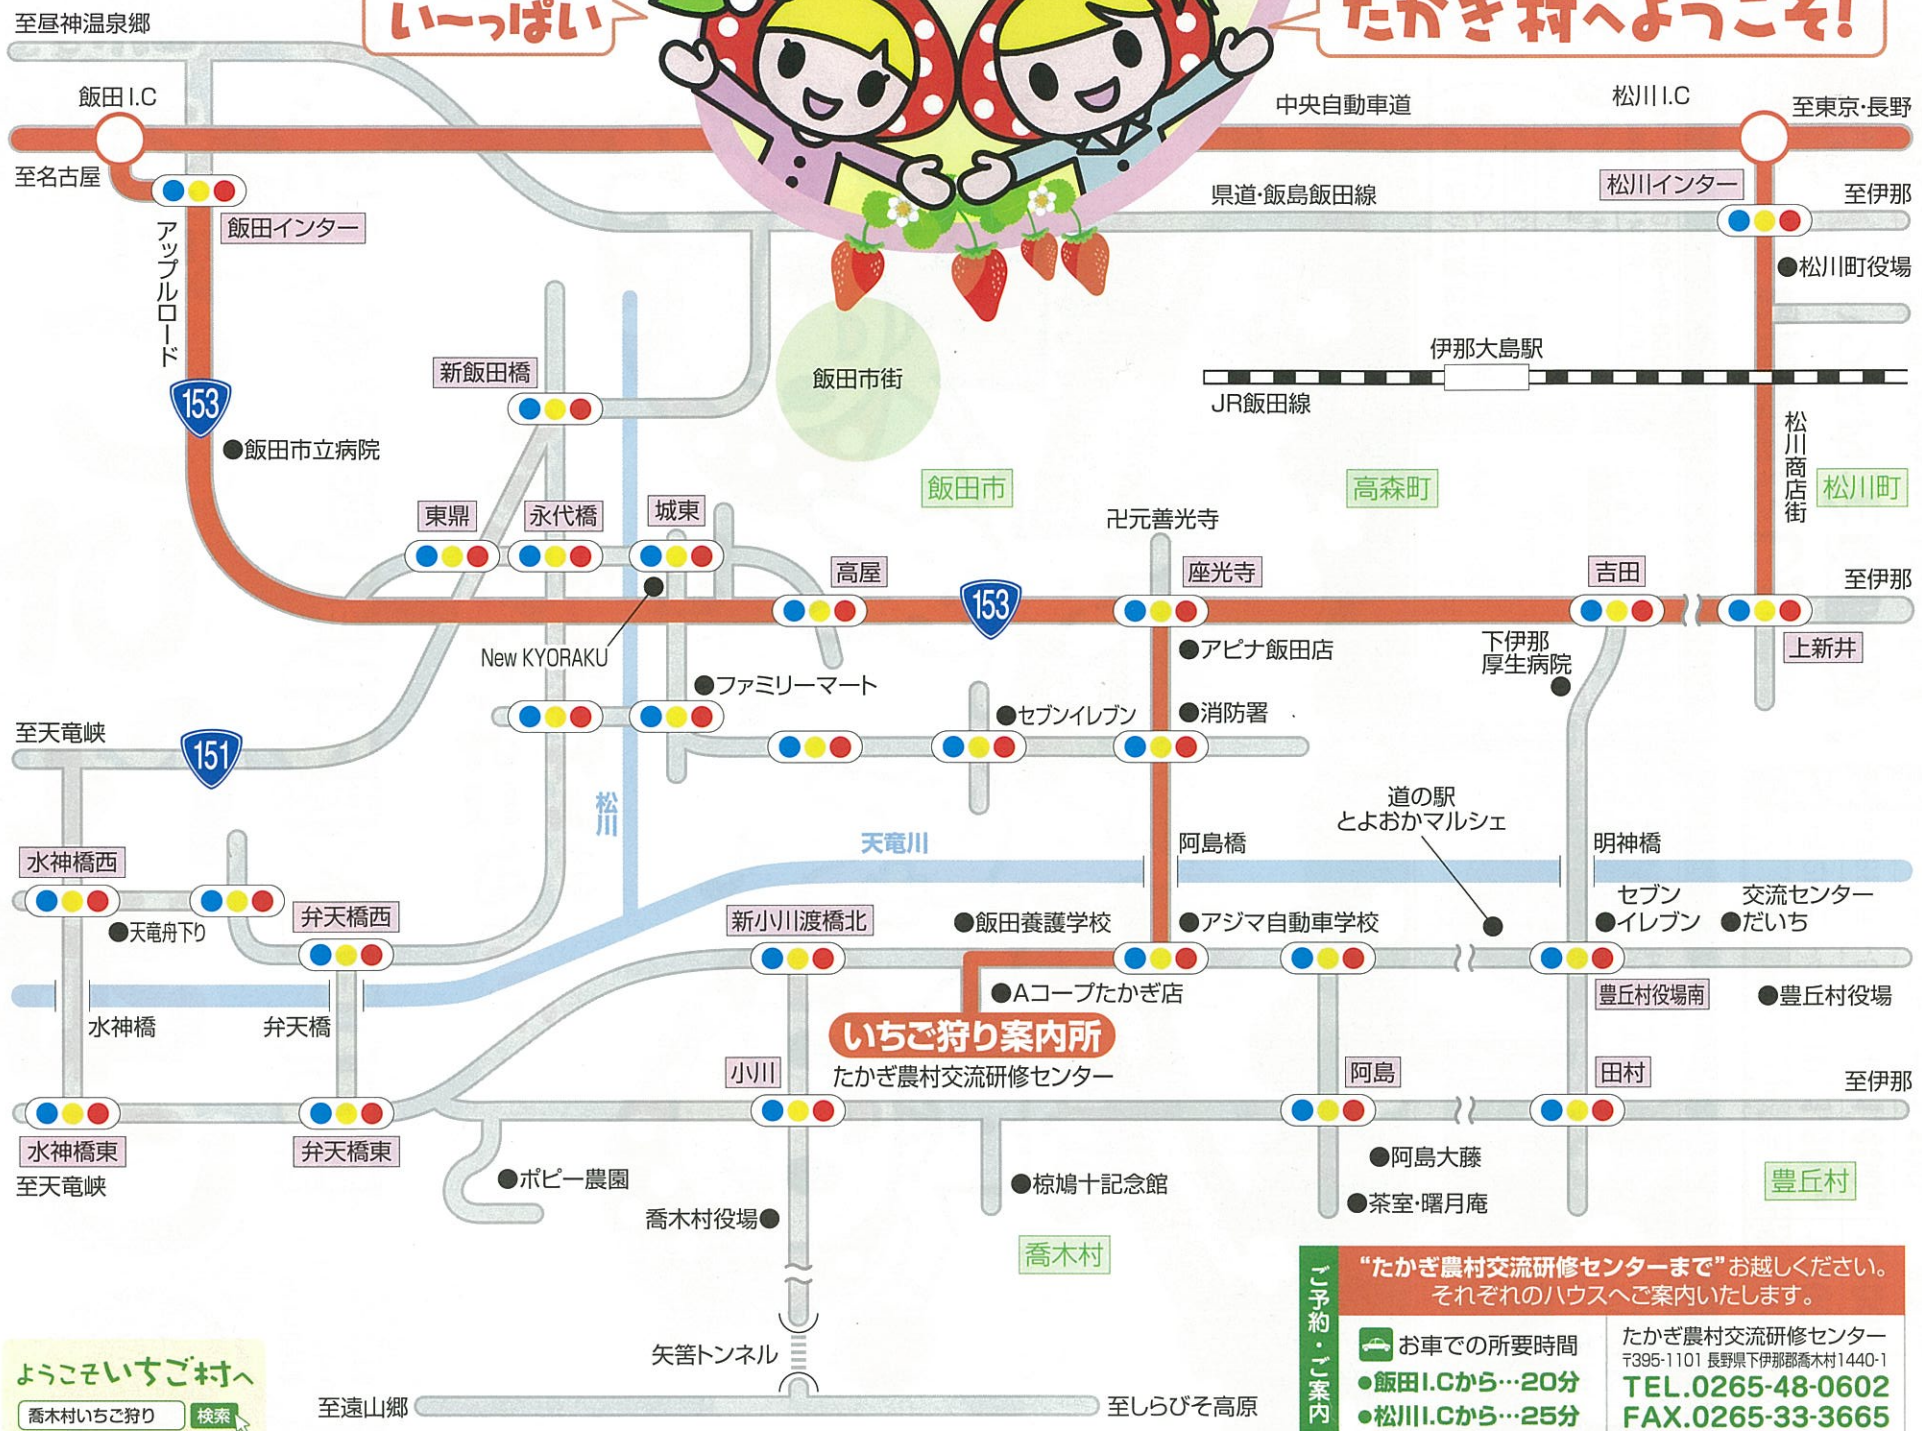 い〜っぱい
たかぎ村へようこそ!
至昼神温泉郷
飯田I.C
中央自動車道
松川I.C
至東京・長野
至名古屋
松川インター
至伊那
県道・飯島飯田線
飯田インター
アップルロード
松川町役場
伊那大島駅
JR飯田線
新飯田橋
飯田市街
153
飯田市立病院
松川商店街
飯田市
高森町
松川町
東鼎
永代橋
城東
卍元善光寺
高屋
座光寺
吉田
至伊那
153
アピナ飯田店
下伊那
厚生病院
上新井
New KYORAKU
ファミリーマート
セブンイレブン
消防署
至天竜峡
151
松川
道の駅
とよおかマルシェ
天竜川
阿島橋
明神橋
水神橋西
セブン
イレブン
交流センター
だいち
弁天橋西
新小川渡橋北
飯田養護学校
アジマ自動車学校
天竜舟下り
Aコープたかぎ店
豊丘村役場南
豊丘村役場
水神橋
弁天橋
いちご狩り案内所
たかぎ農村交流研修センター
小川
阿島
田村
至伊那
水神橋東
弁天橋東
至天竜峡
ポピー農園
椋鳩十記念館
阿島大藤
茶室・曙月庵
豊丘村
喬木村役場
喬木村
矢筈トンネル
至遠山郷
至しらびそ高原
ようこそいちご村へ
喬木村いちご狩り
検索
ご予約・ご案内
“たかぎ農村交流研修センターまで”お越しください。
それぞれのハウスへご案内いたします。
お車での所要時間
●飯田I.Cから…20分
●松川I.Cから…25分
たかぎ農村交流研修センター
〒395-1101 長野県下伊那郡喬木村1440-1
TEL.0265-48-0602
FAX.0265-33-3665